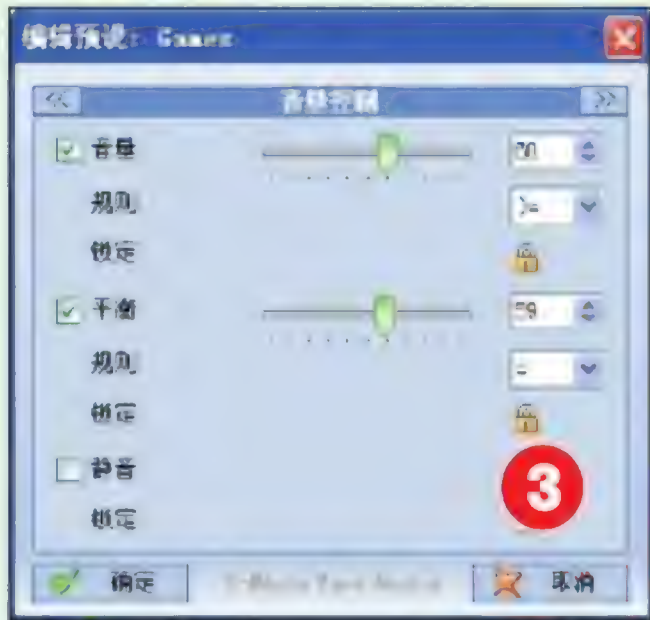 编辑预设: Games
<< 音量控制 >>
音量
规则 >=
锁定
平衡 59
规则 =
锁定
静音
锁定
3
确定 取消